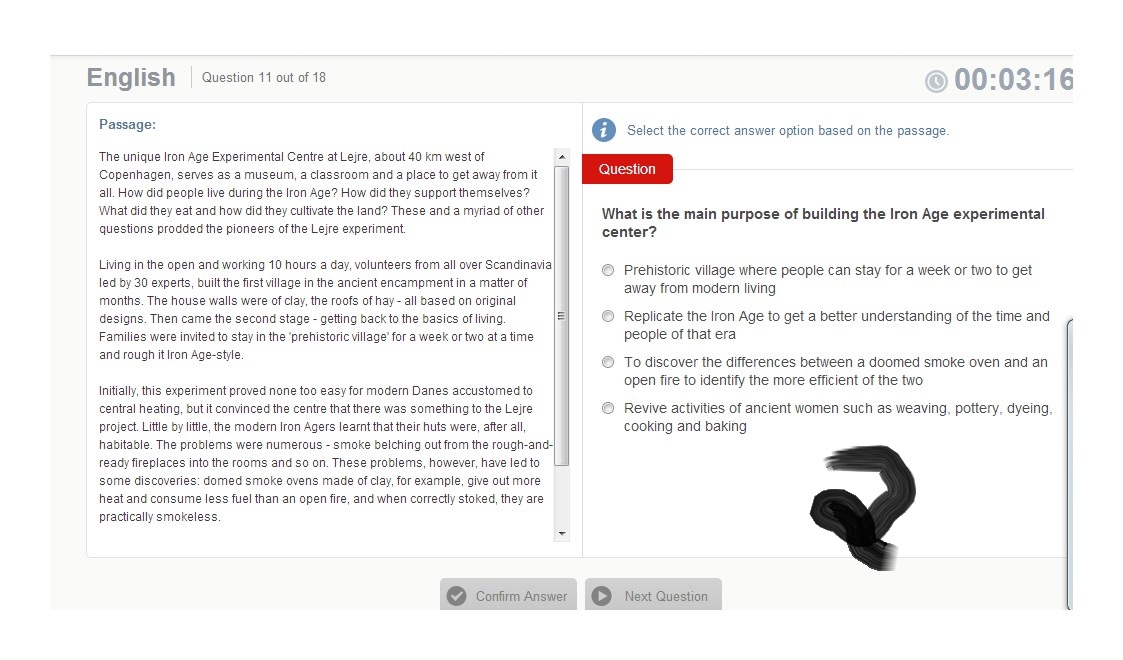 English
Question 11 out of 18
00:03:16
Passage:
The unique Iron Age Experimental Centre at Lejre, about 40 km west of
Copenhagen, serves as a museum, a classroom and a place to get away from it
all. How did people live during the Iron Age? How did they support themselves?
What did they eat and how did they cultivate the land? These and a myriad of other
questions prodded the pioneers of the Lejre experiment.
Living in the open and working 10 hours a day, volunteers from all over Scandinavia
led by 30 experts, built the first village in the ancient encampment in a matter of
months. The house walls were of clay, the roofs of hay - all based on original
designs. Then came the second stage - getting back to the basics of living.
Families were invited to stay in the 'prehistoric village' for a week or two at a time
and rough it Iron Age-style.
Initially, this experiment proved none too easy for modern Danes accustomed to
central heating, but it convinced the centre that there was something to the Lejre
project. Little by little, the modern Iron Agers learnt that their huts were, after all,
habitable. The problems were numerous - smoke belching out from the rough-and-
ready fireplaces into the rooms and so on. These problems, however, have led to
some discoveries: domed smoke ovens made of clay, for example, give out more
heat and consume less fuel than an open fire, and when correctly stoked, they are
practically smokeless.
Select the correct answer option based on the passage.
Question
What is the main purpose of building the Iron Age experimental
center?
Prehistoric village where people can stay for a week or two to get
away from modern living
Replicate the Iron Age to get a better understanding of the time and
people of that era
To discover the differences between a doomed smoke oven and an
open fire to identify the more efficient of the two
Revive activities of ancient women such as weaving, pottery, dyeing,
cooking and baking
Confirm Answer
Next Question